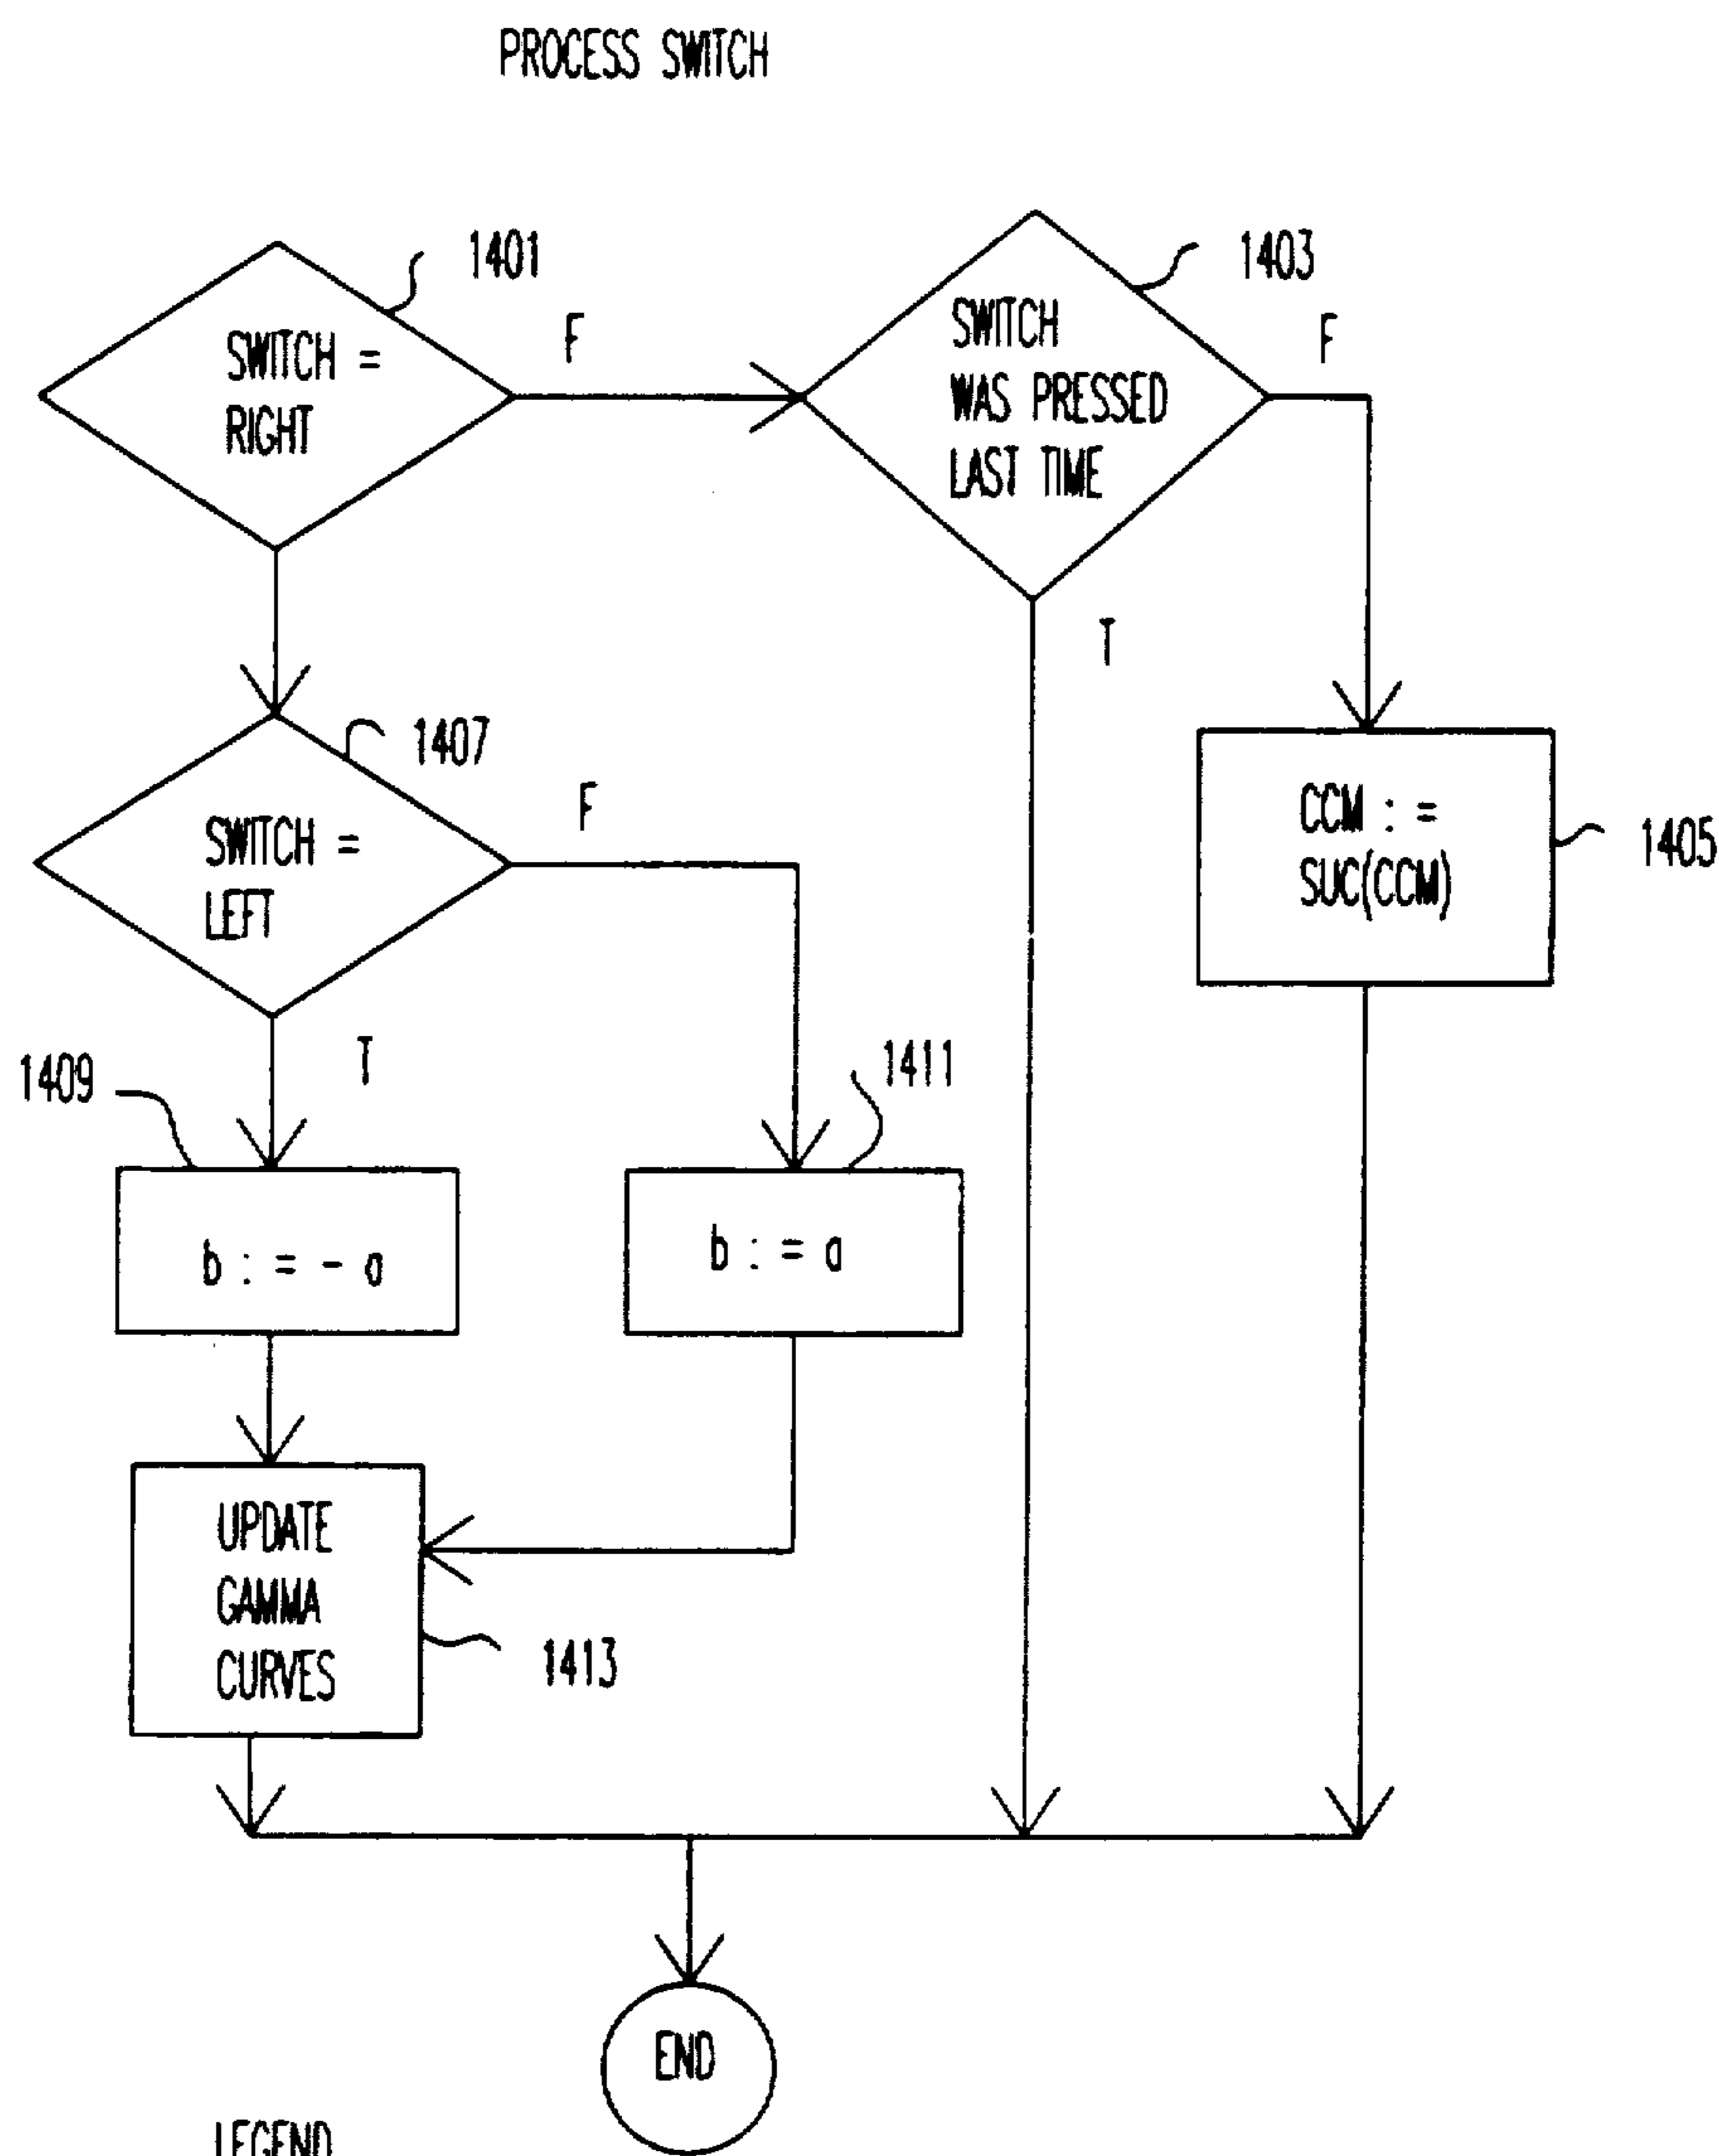 PROCESS SWITCH
1401
SWITCH =
RIGHT
F
1403
SWITCH
WAS PRESSED
LAST TIME
F
T
1407
SWITCH =
LEFT
F
T
CCM : =
SUC(CCM)
1405
1409
b : = - a
1411
b : = a
UPDATE
GAMMA
CURVES
1413
END
LEGEND